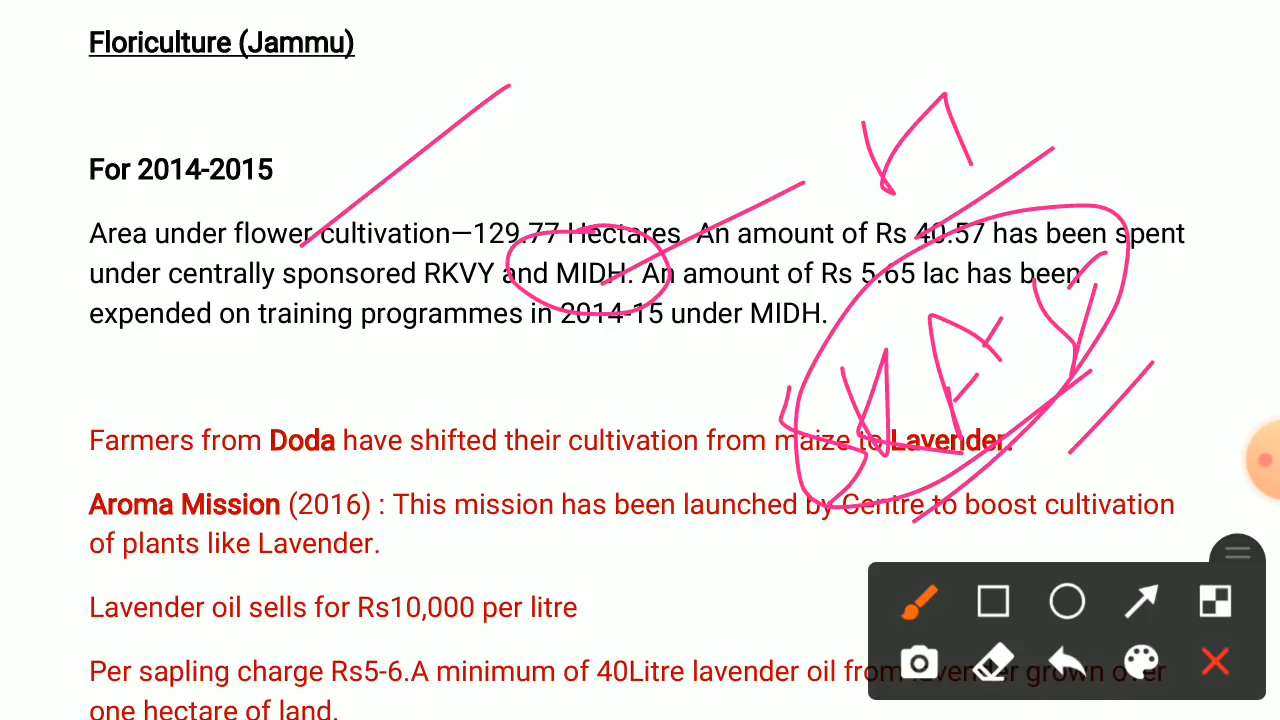 Floriculture (Jammu)
For 2014-2015
Area under flower cultivation—129.77 Hectares. An amount of Rs 40.57 has been spent
under centrally sponsored RKVY and MIDH. An amount of Rs 5.65 lac has been
expended on training programmes in 2014-15 under MIDH.
Farmers from Doda have shifted their cultivation from maize to Lavender.
Aroma Mission (2016) : This mission has been launched by Centre to boost cultivation
of plants like Lavender.
Lavender oil sells for Rs10,000 per litre
Per sapling charge Rs5-6.A minimum of 40Litre lavender oil from lavender grown over
one hectare of land.